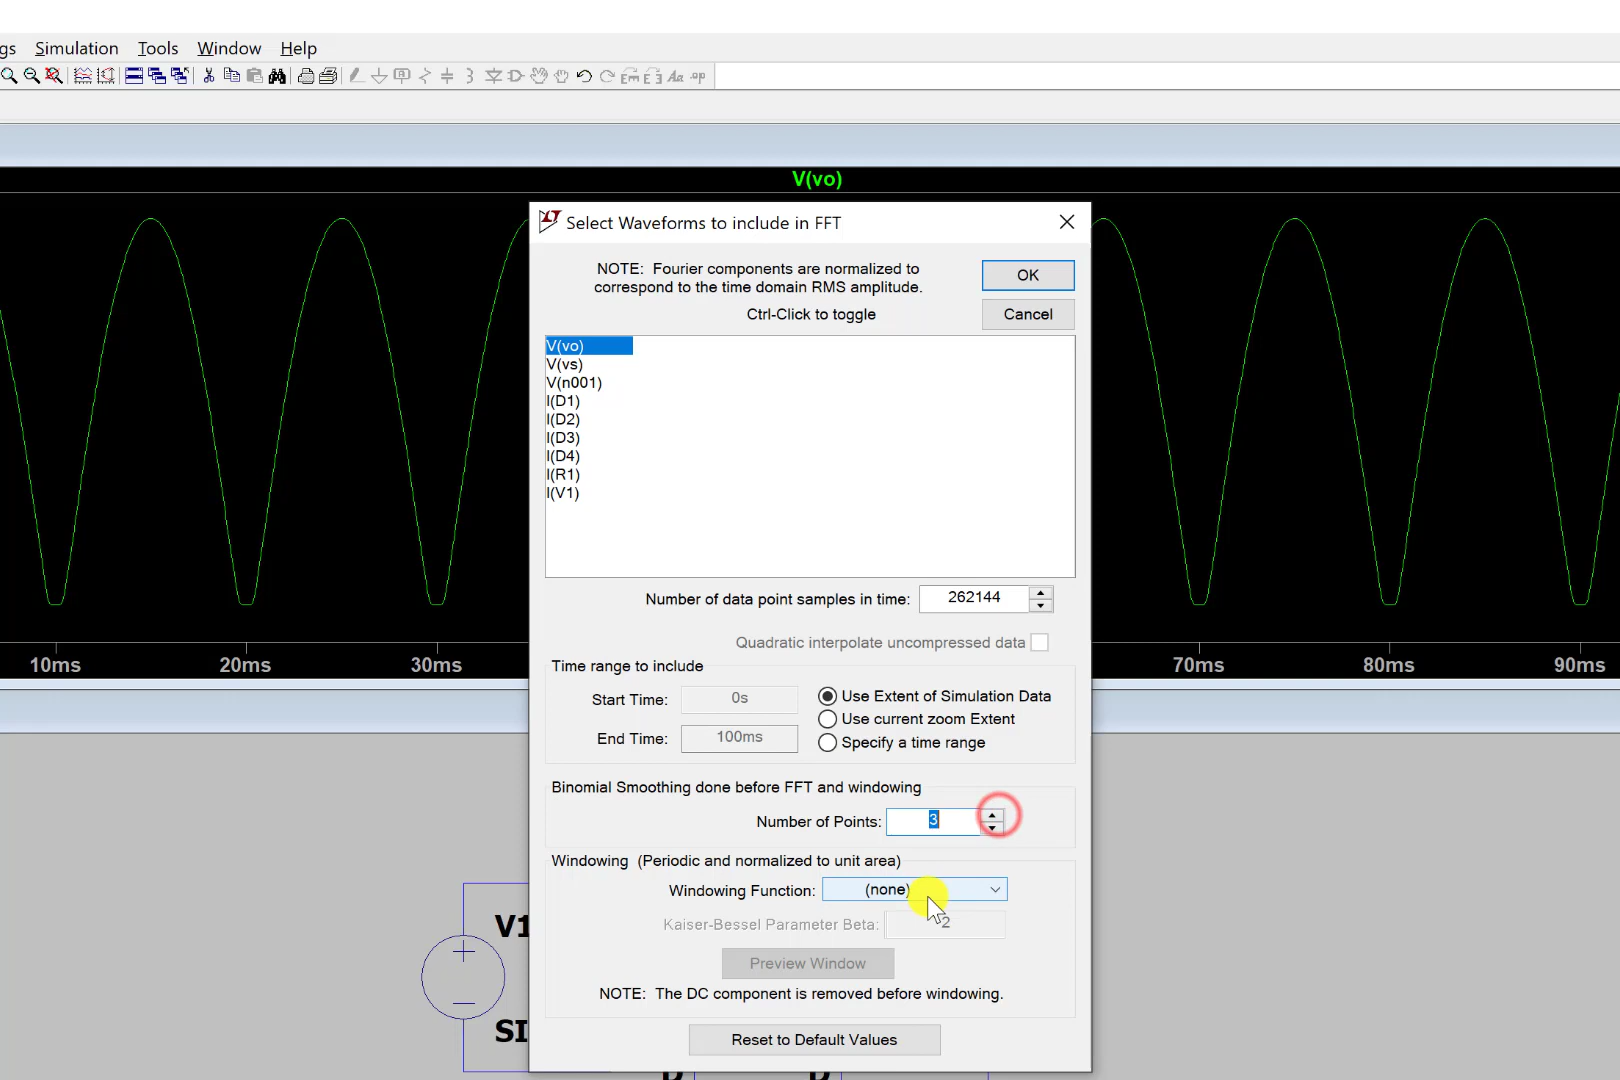 gs Simulation Tools Window Help
V(vo)
Select Waveforms to include in FFT
NOTE: Fourier components are normalized to
correspond to the time domain RMS amplitude.
OK
Ctrl-Click to toggle
Cancel
V(vo)
V(vs)
V(n001)
I(D1)
I(D2)
I(D3)
I(D4)
I(R1)
I(V1)
Number of data point samples in time: 262144
Quadratic interpolate uncompressed data
10ms 20ms 30ms 70ms 80ms 90ms
Time range to include
Start Time: 0s
Use Extent of Simulation Data
Use current zoom Extent
End Time: 100ms
Specify a time range
Binomial Smoothing done before FFT and windowing
Number of Points: 3
Windowing (Periodic and normalized to unit area)
Windowing Function: (none)
Kaiser-Bessel Parameter Beta: 2
V1
Preview Window
NOTE: The DC component is removed before windowing.
SI
Reset to Default Values